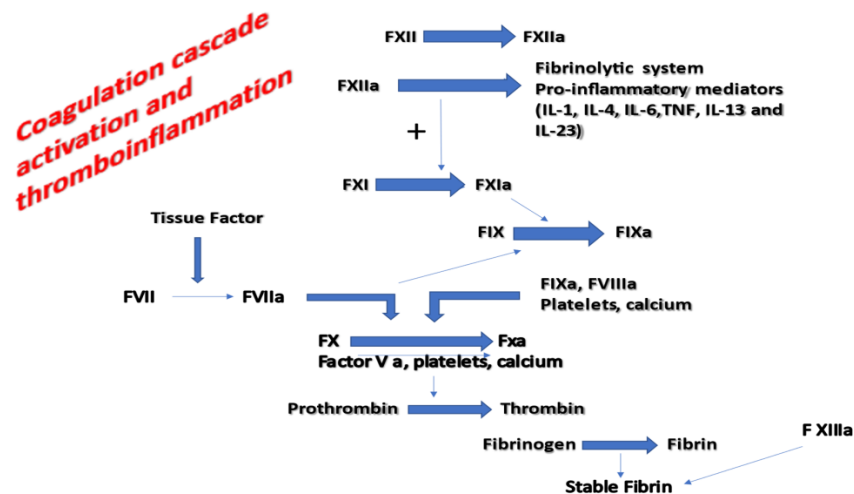 Coagulation cascade
activation and
thromboinflammation
FXII FXIIa
FXIIa
Fibrinolytic system
Pro-inflammatory mediators
(IL-1, IL-4, IL-6,TNF, IL-13 and
IL-23)
+
FXI FXIa
Tissue Factor
FIX FIXa
FVII FVIIa
FIXa, FVIIIa
Platelets, calcium
FX Fxa
Factor V a, platelets, calcium
Prothrombin Thrombin
Fibrinogen Fibrin
F XIIIa
Stable Fibrin